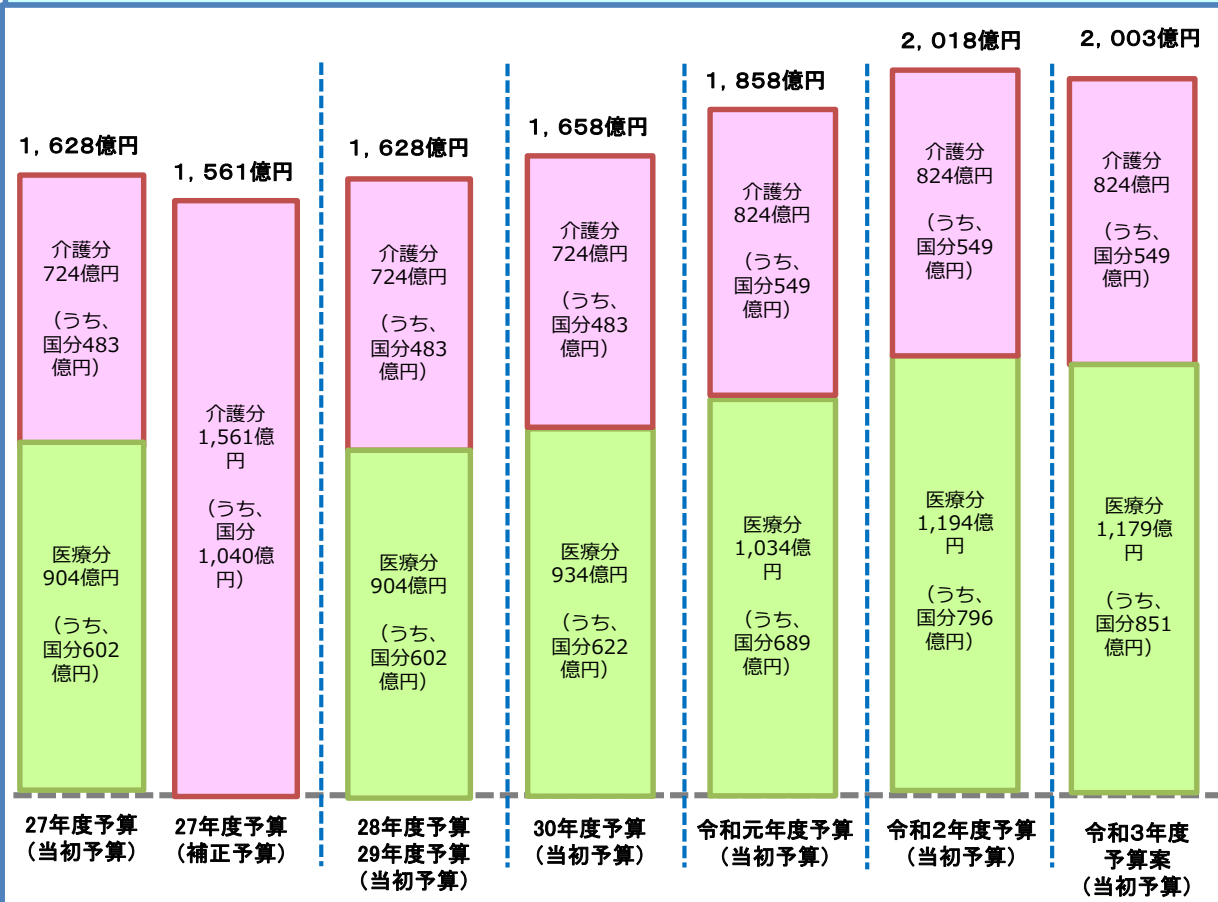 1，628億円
介護分
724億円
（うち、
国分483
億円）
医療分
904億円
（うち、
国分602
億円）
27年度予算
（当初予算）
1，561億円
介護分
1,561億
円
（うち、
国分
1,040億
円）
27年度予算
（補正予算）
1，628億円
介護分
724億円
（うち、
国分483
億円）
医療分
904億円
（うち、
国分602
億円）
28年度予算
29年度予算
（当初予算）
1，658億円
介護分
724億円
（うち、
国分483
億円）
医療分
934億円
（うち、
国分622
億円）
30年度予算
（当初予算）
1，858億円
介護分
824億円
（うち、
国分549
億円）
医療分
1,034億
円
（うち、
国分689
億円）
令和元年度予算
（当初予算）
2，018億円
介護分
824億円
（うち、
国分549
億円）
医療分
1,194億
円
（うち、
国分796
億円）
令和２年度予算
（当初予算）
2，003億円
介護分
824億円
（うち、
国分549
億円）
医療分
1,179億
円
（うち、
国分851
億円）
令和３年度
予算案
（当初予算）